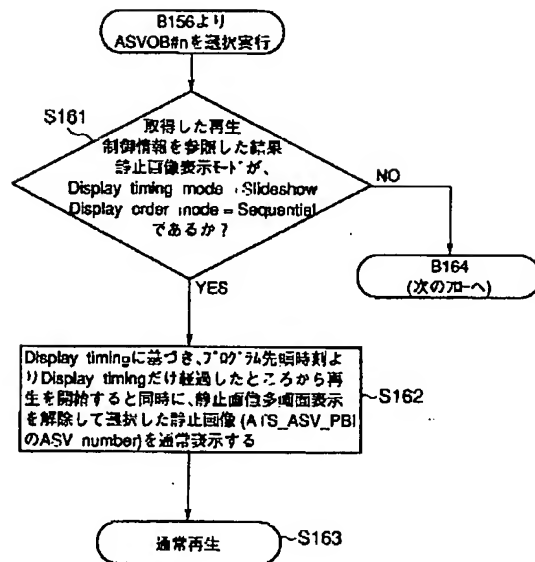 B156より
ASVOB#nを選択実行
S161
取得した再生
制御情報を参照した結果
静止画像表示モードが、
Display timing mode = Slideshow
Display order mode = Sequential
であるか?
NO
B164
(次のフローへ)
YES
Display timingに基づき、プログラム先頭時刻よ
りDisplay timingだけ経過したところから再
生を開始すると同時に、静止画像多画面表示
を解除して選択した静止画像 (ATS_ASV_PBI
のASV_number)を通常表示する
S162
通常再生
S163